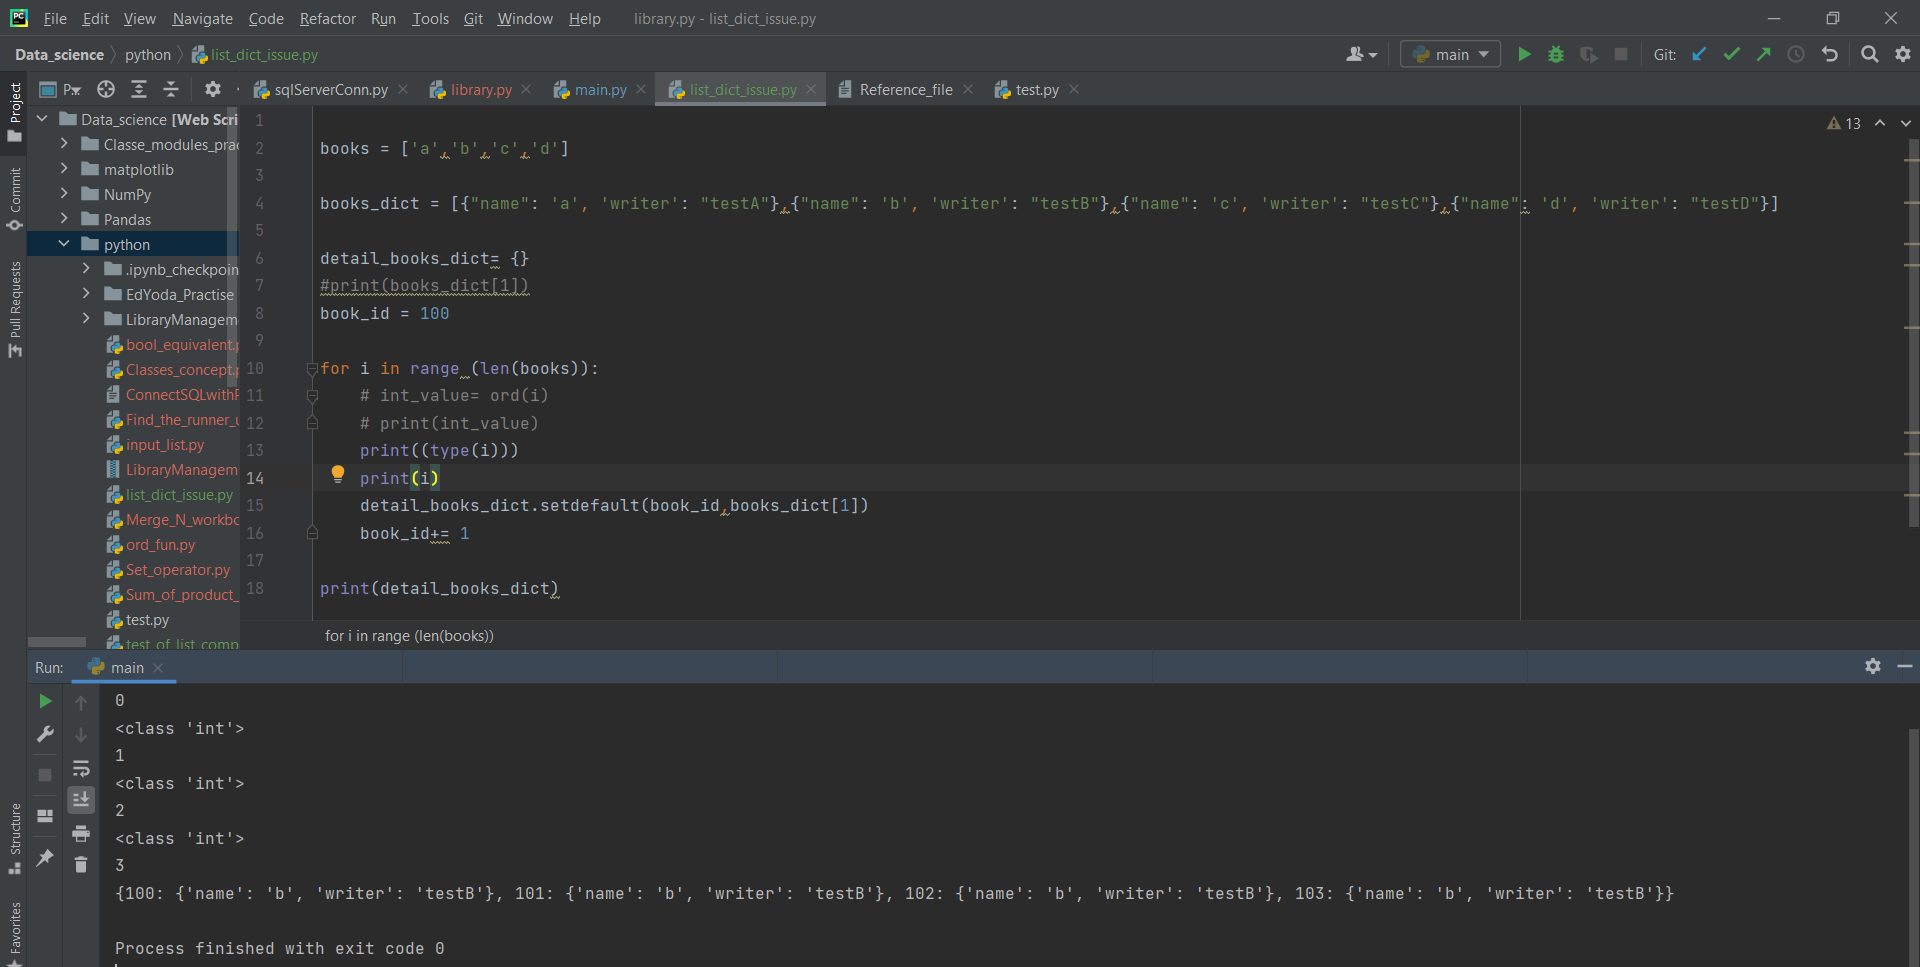 File Edit View Navigate Code Refactor Run Tools Git Window Help library.py - list_dict_issue.py
Data_science python list_dict_issue.py main Git:
P.. sqlServerConn.py library.py main.py list_dict_issue.py Reference_file test.py
Project
Commit
Pull Requests
Structure
Favorites
Data_science [Web Scri
Classe_modules_prac
matplotlib
NumPy
Pandas
python
.ipynb_checkpoin
EdYoda_Practise
LibraryManagem
bool_equivalent.p
Classes_concept.p
ConnectSQLwithP
Find_the_runner_u
input_list.py
LibraryManagem
list_dict_issue.py
Merge_N_workbo
ord_fun.py
Set_operator.py
Sum_of_product_
test.py
test_of_list_comp
13
1
2 books = ['a','b','c','d']
3
4 books_dict = [{"name": 'a', 'writer': "testA"},{"name": 'b', 'writer': "testB"},{"name": 'c', 'writer': "testC"},{"name": 'd', 'writer': "testD"}]
5
6 detail_books_dict= {}
7 #print(books_dict[1])
8 book_id = 100
9
10 for i in range (len(books)):
11 # int_value= ord(i)
12 # print(int_value)
13 print((type(i)))
14 print(i)
15 detail_books_dict.setdefault(book_id,books_dict[1])
16 book_id+= 1
17
18 print(detail_books_dict)
for i in range (len(books))
Run: main
0
<class 'int'>
1
<class 'int'>
2
<class 'int'>
3
{100: {'name': 'b', 'writer': 'testB'}, 101: {'name': 'b', 'writer': 'testB'}, 102: {'name': 'b', 'writer': 'testB'}, 103: {'name': 'b', 'writer': 'testB'}}
Process finished with exit code 0